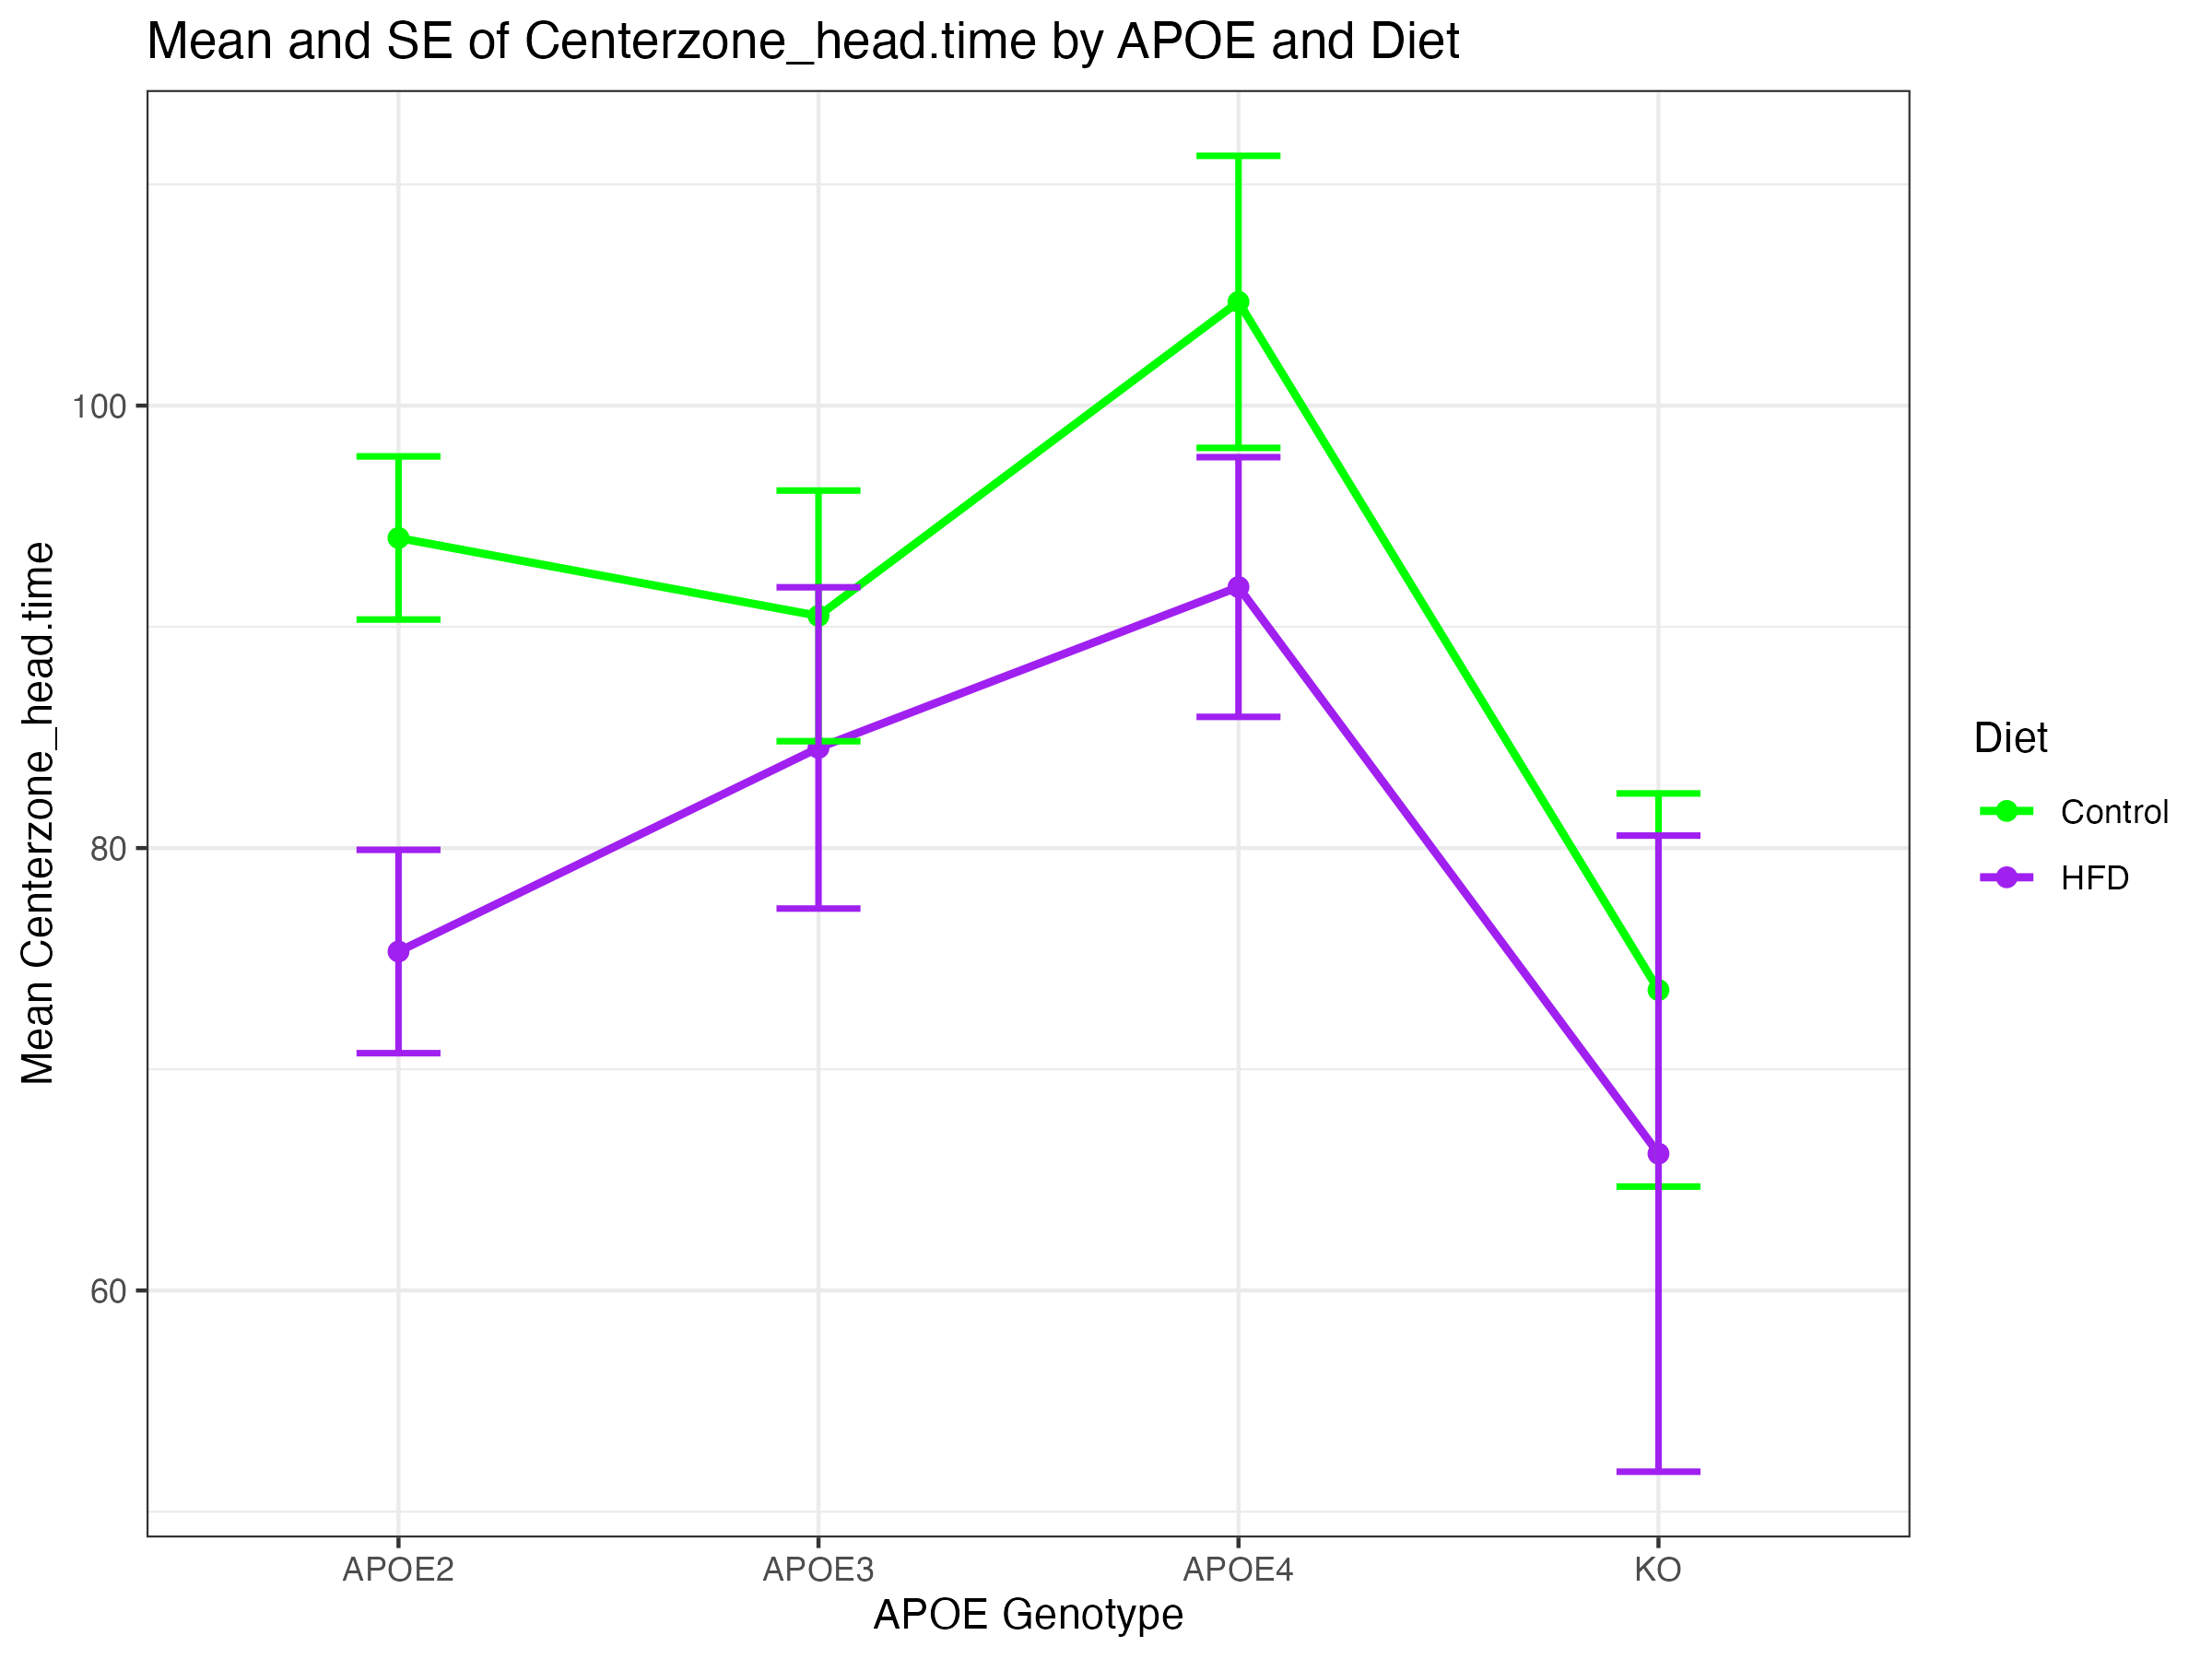 Mean and SE of Centerzone_head.time by APOE and Diet
Mean Centerzone_head.time
100
80
60
APOE2 APOE3 APOE4 KO
APOE Genotype
Diet
Control
HFD